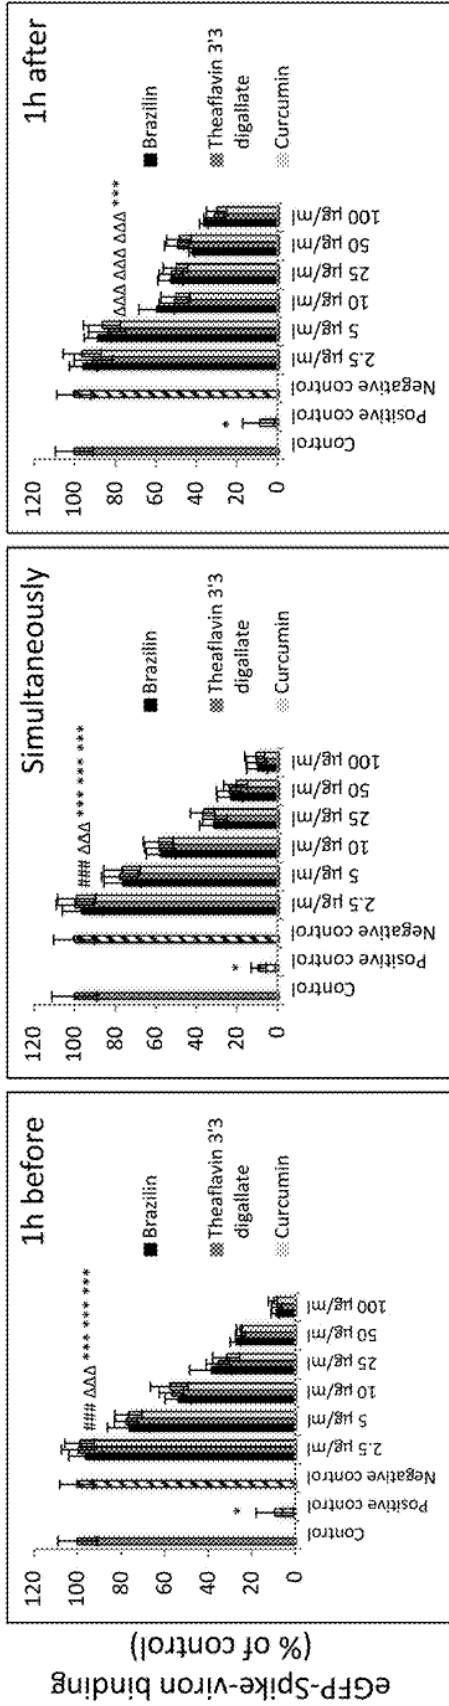 eGFP-Spike-viron binding
(% of control)
1h before
120
100
80
60
40
20
0
*
### ΔΔΔ *** *** ***
Brazilin
Theaflavin 3'3
digallate
Curcumin
Control
Positive control
Negative control
2.5 µg/ml
5 µg/ml
10 µg/ml
25 µg/ml
50 µg/ml
100 µg/ml
Simultaneously
120
100
80
60
40
20
0
*
### ΔΔΔ *** *** ***
Brazilin
Theaflavin 3'3
digallate
Curcumin
Control
Positive control
Negative control
2.5 µg/ml
5 µg/ml
10 µg/ml
25 µg/ml
50 µg/ml
100 µg/ml
1h after
120
100
80
60
40
20
0
*
ΔΔΔ ΔΔΔ ΔΔΔ ***
Brazilin
Theaflavin 3'3
digallate
Curcumin
Control
Positive control
Negative control
2.5 µg/ml
5 µg/ml
10 µg/ml
25 µg/ml
50 µg/ml
100 µg/ml